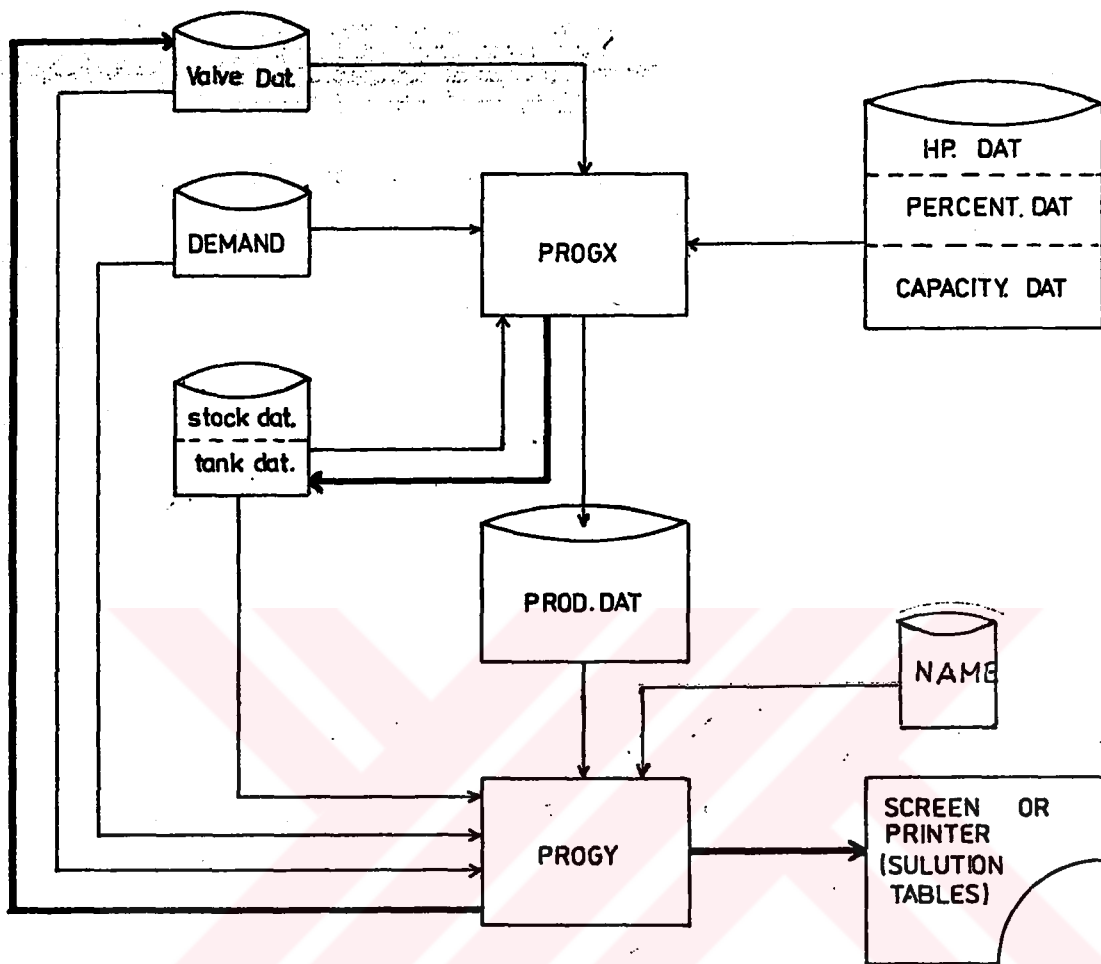 Valve Dat.
HP. DAT
PERCENT. DAT
CAPACITY. DAT
DEMAND
PROGX
stock dat.
tank dat.
PROD. DAT
NAME
PROGY
SCREEN OR
PRINTER
(SULUTION
TABLES)